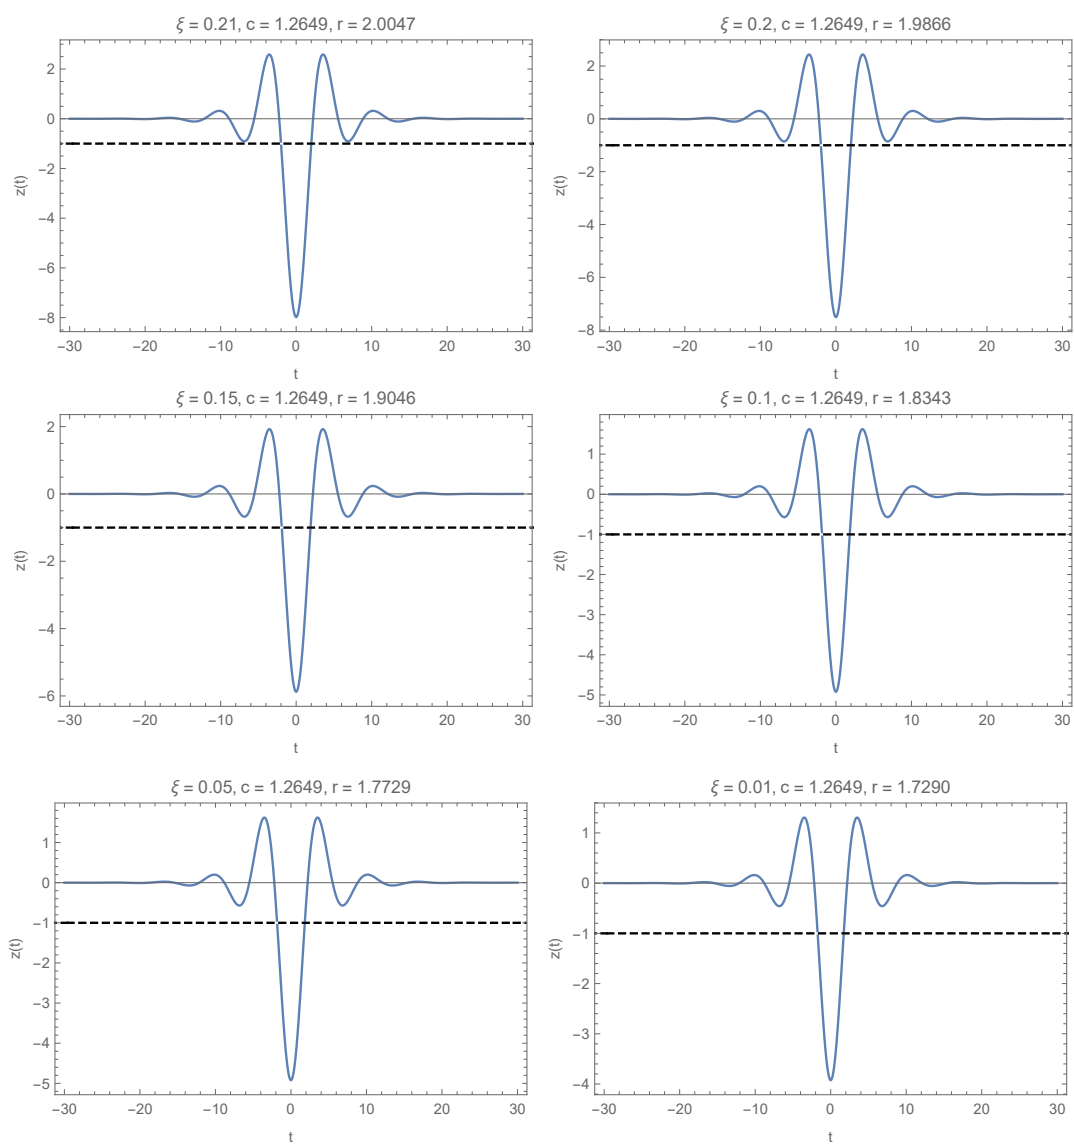 ξ = 0.21, c = 1.2649, r = 2.0047
2
0
−2
−4
−6
−8
z(t)
−30 −20 −10 0 10 20 30
t
ξ = 0.2, c = 1.2649, r = 1.9866
2
0
−2
−4
−6
−8
z(t)
−30 −20 −10 0 10 20 30
t
ξ = 0.15, c = 1.2649, r = 1.9046
2
0
−2
−4
−6
z(t)
−30 −20 −10 0 10 20 30
t
ξ = 0.1, c = 1.2649, r = 1.8343
1
0
−1
−2
−3
−4
−5
z(t)
−30 −20 −10 0 10 20 30
t
ξ = 0.05, c = 1.2649, r = 1.7729
1
0
−1
−2
−3
−4
−5
z(t)
−30 −20 −10 0 10 20 30
t
ξ = 0.01, c = 1.2649, r = 1.7290
1
0
−1
−2
−3
−4
z(t)
−30 −20 −10 0 10 20 30
t